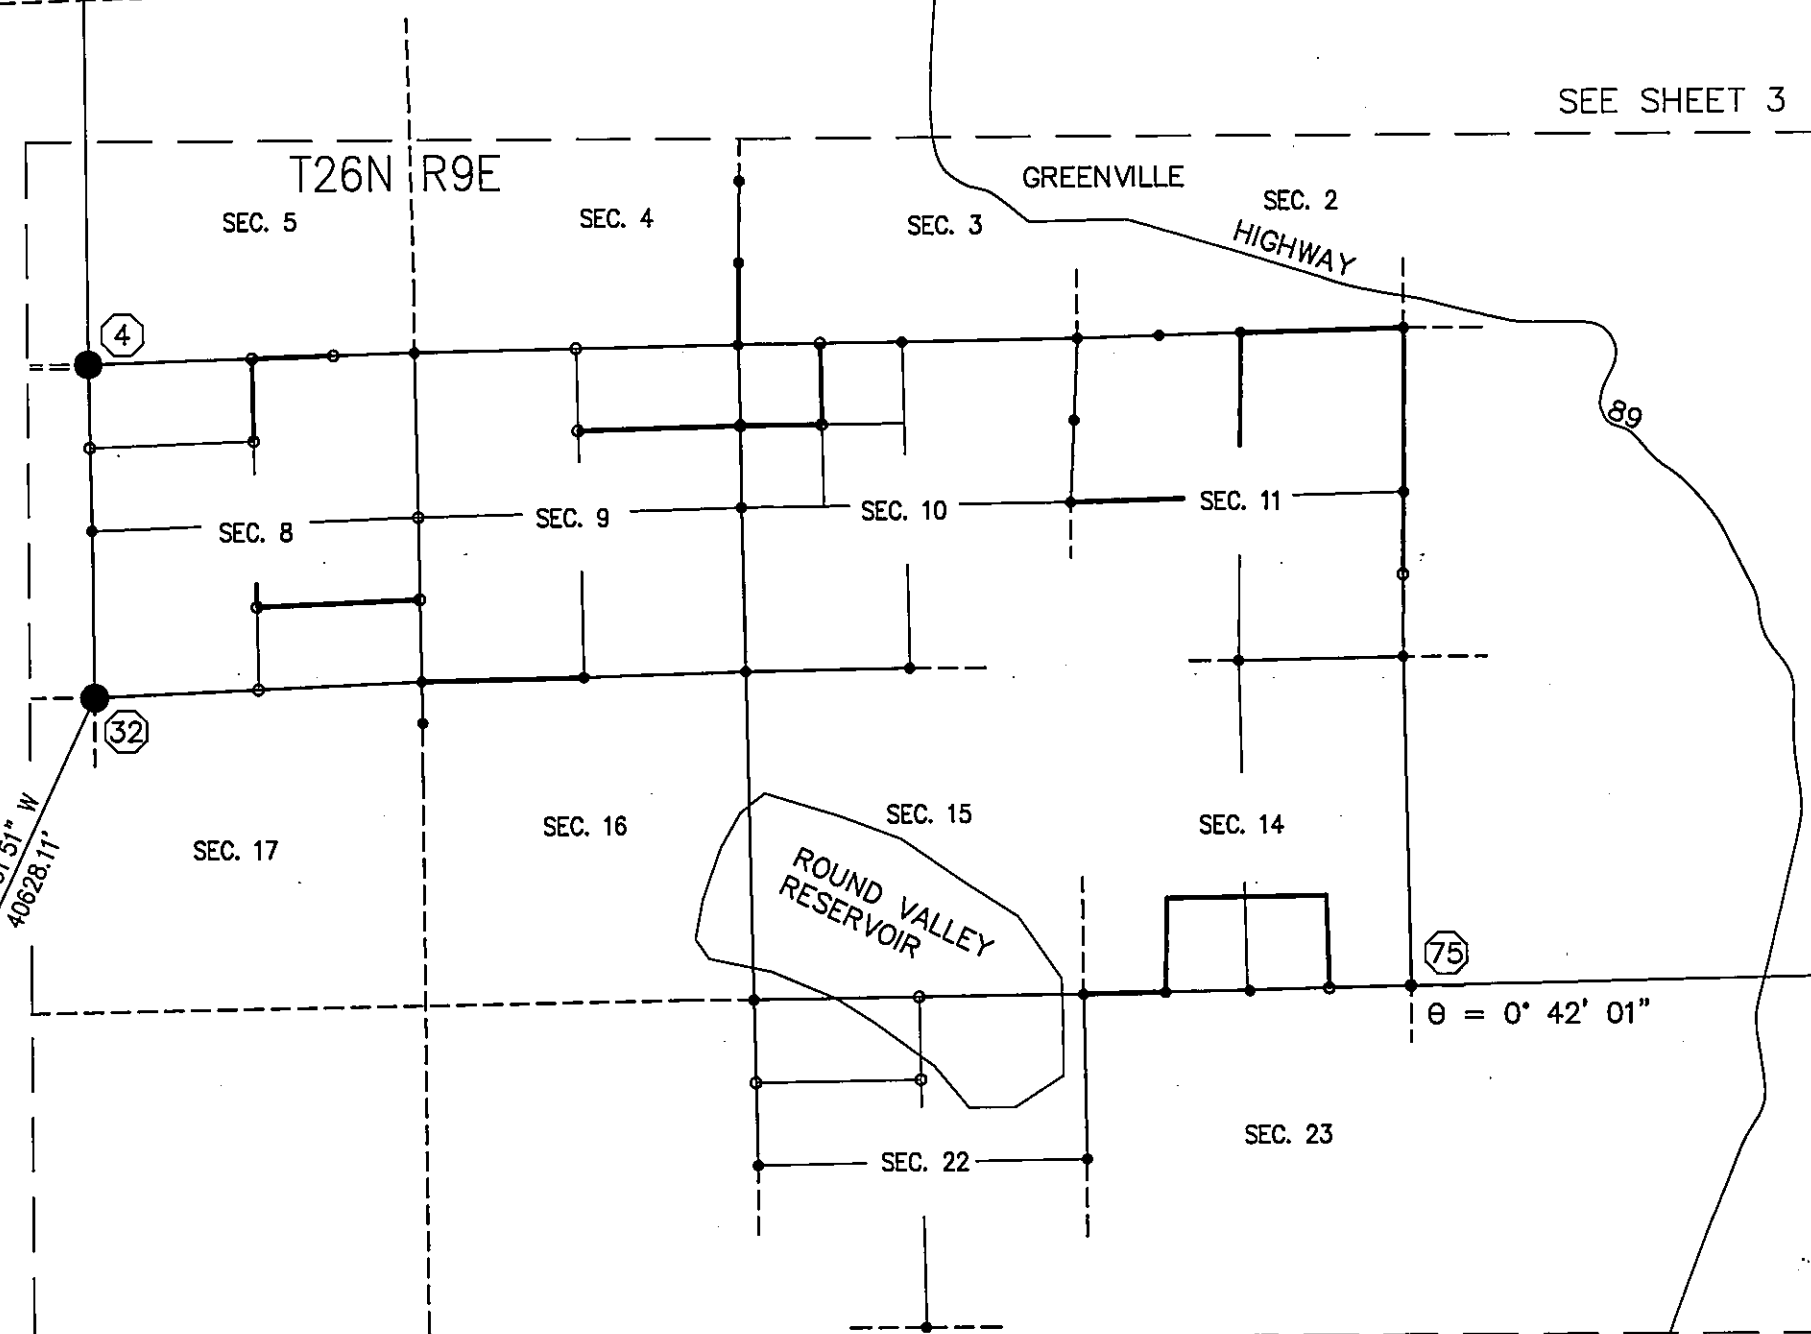 SEE SHEET 3
T26N R9E
GREENVILLE
SEC. 2
SEC. 5
SEC. 4
SEC. 3
HIGHWAY
4
89
SEC. 8
SEC. 9
SEC. 10
SEC. 11
32
51" W
40628.11'
SEC. 17
SEC. 16
SEC. 15
SEC. 14
ROUND VALLEY
RESERVOIR
75
θ = 0° 42' 01"
SEC. 22
SEC. 23